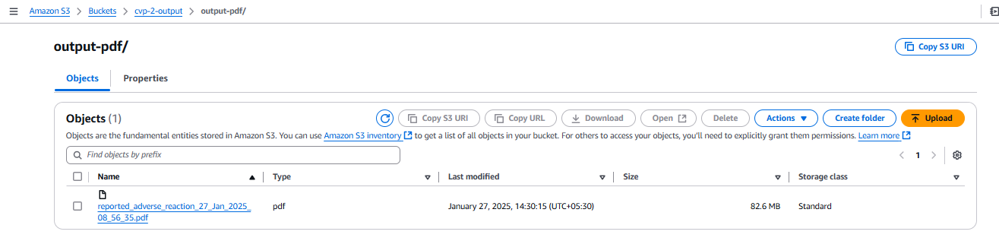 Amazon S3 > Buckets > cvp-2-output > output-pdf/
output-pdf/
Copy S3 URI
Objects
Properties
Objects (1)
Copy S3 URI
Copy URL
Download
Open
Delete
Actions
Create folder
Upload
Objects are the fundamental entities stored in Amazon S3. You can use Amazon S3 inventory to get a list of all objects in your bucket. For others to access your objects, you'll need to explicitly grant them permissions. Learn more
Find objects by prefix
1
Name
Type
Last modified
Size
Storage class
reported_adverse_reaction_27_Jan_2025_
08_56_35.pdf
pdf
January 27, 2025, 14:30:15 (UTC+05:30)
82.6 MB
Standard